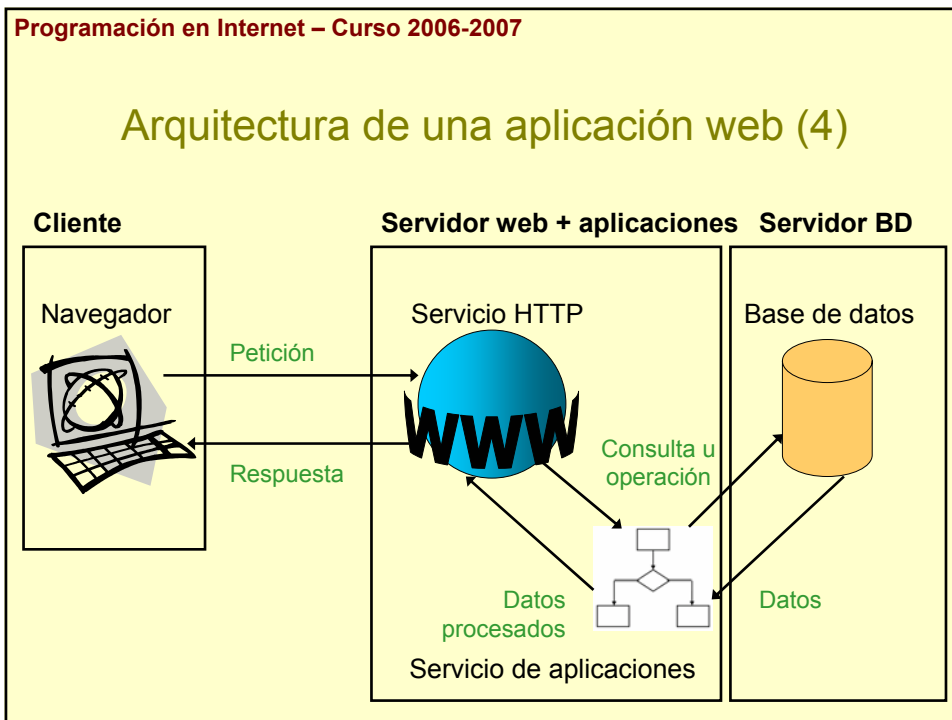 Programación en Internet – Curso 2006-2007
Arquitectura de una aplicación web (4)
Cliente
Servidor web + aplicaciones
Servidor BD
Navegador
Servicio HTTP
Base de datos
Petición
WWW
Respuesta
Consulta u
operación
Datos
procesados
Datos
Servicio de aplicaciones